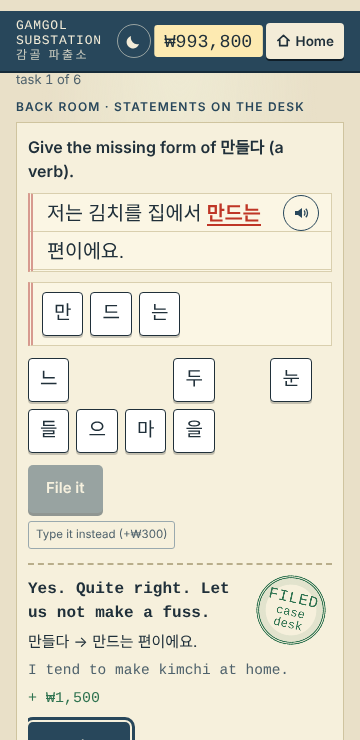 GAMGOL
SUBSTATION
감골 파출소
₩993,800
Home
task 1 of 6
BACK ROOM · STATEMENTS ON THE DESK
Give the missing form of 만들다 (a
verb).
저는 김치를 집에서 만드는
편이에요.
만 드 는
느 두 눈
들 으 마 을
File it
Type it instead (+₩300)
Yes. Quite right. Let
us not make a fuss.
FILED
case
desk
만들다 → 만드는 편이에요.
I tend to make kimchi at home.
+ ₩1,500